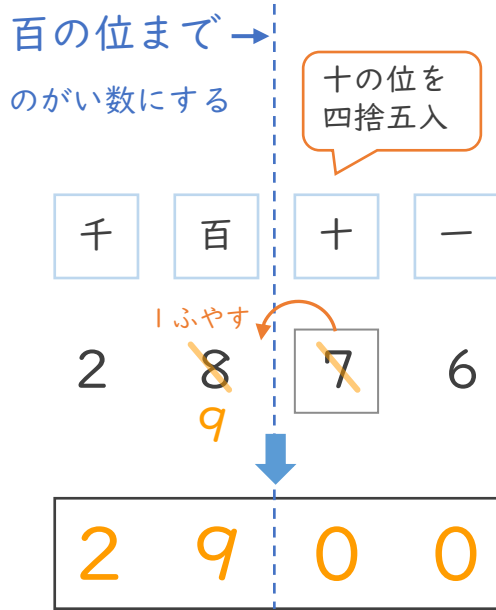 百の位まで→
のがい数にする
十の位を
四捨五入
千 百 十 一
1ふやす
2 8 7 6
9
2 9 0 0